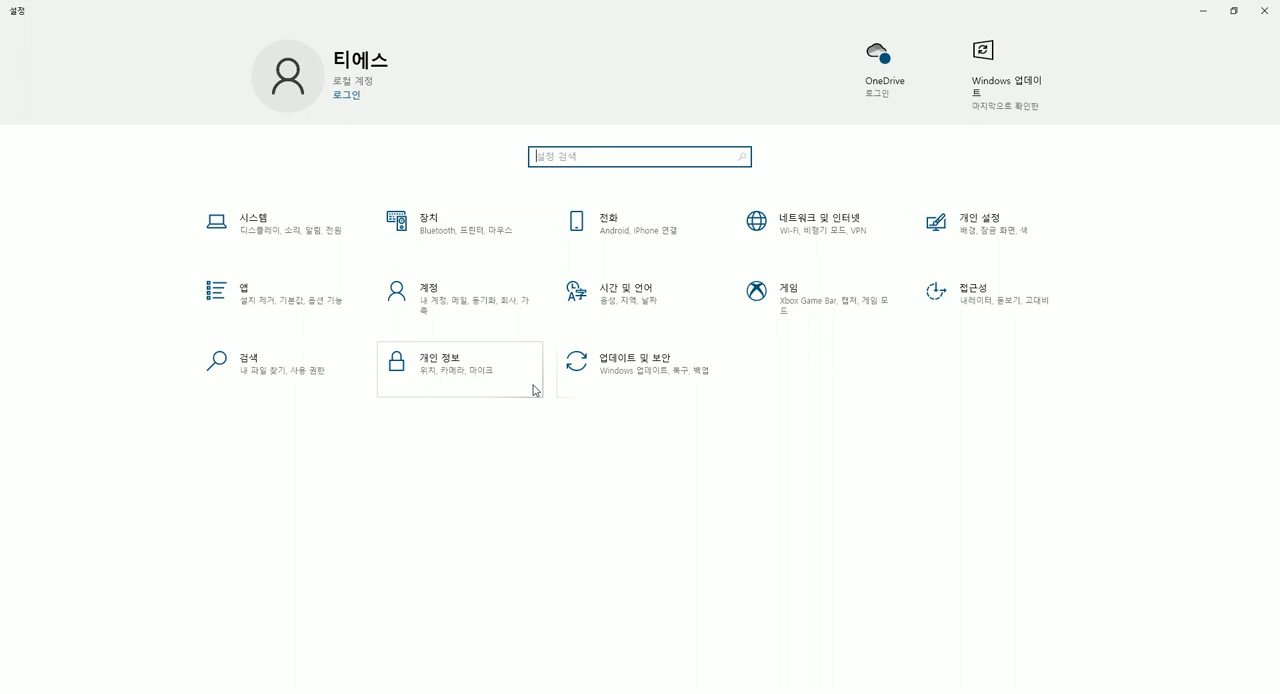 설정
티에스
로컬 계정
로그인
OneDrive
로그인
Windows 업데이
트
마지막으로 확인한
설정 검색
시스템
디스플레이, 소리, 알림, 전원
장치
Bluetooth, 프린터, 마우스
전화
Android, iPhone 연결
네트워크 및 인터넷
Wi-Fi, 비행기 모드, VPN
개인 설정
배경, 잠금 화면, 색
앱
설치 제거, 기본값, 옵션 기능
계정
내 계정, 메일, 동기화, 회사, 가
족
시간 및 언어
음성, 지역, 날짜
게임
Xbox Game Bar, 캡처, 게임 모
드
접근성
내레이터, 돋보기, 고대비
검색
내 파일 찾기, 사용 권한
개인 정보
위치, 카메라, 마이크
업데이트 및 보안
Windows 업데이트, 복구, 백업